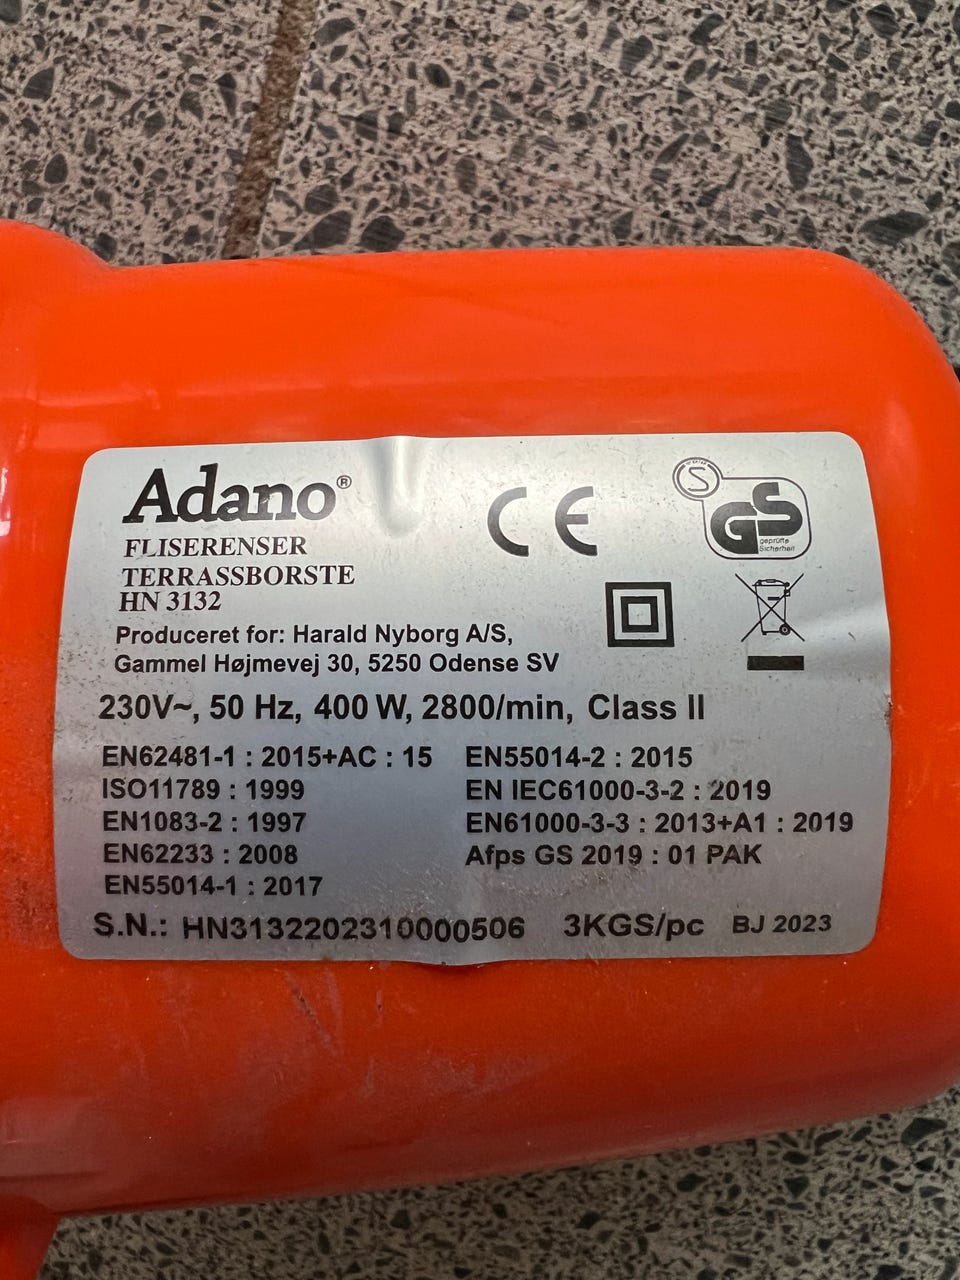 Adano®
FLISERENSER
TERRASSBORSTE
HN 3132
CE
S
GS
geprüfte
Sicherheit
Produceret for: Harald Nyborg A/S,
Gammel Højmevej 30, 5250 Odense SV
230V~, 50 Hz, 400 W, 2800/min, Class II
EN62481-1 : 2015+AC : 15
ISO11789 : 1999
EN1083-2 : 1997
EN62233 : 2008
EN55014-1 : 2017
EN55014-2 : 2015
EN IEC61000-3-2 : 2019
EN61000-3-3 : 2013+A1 : 2019
Afps GS 2019 : 01 PAK
S.N.: HN3132202310000506 3KGS/pc BJ 2023